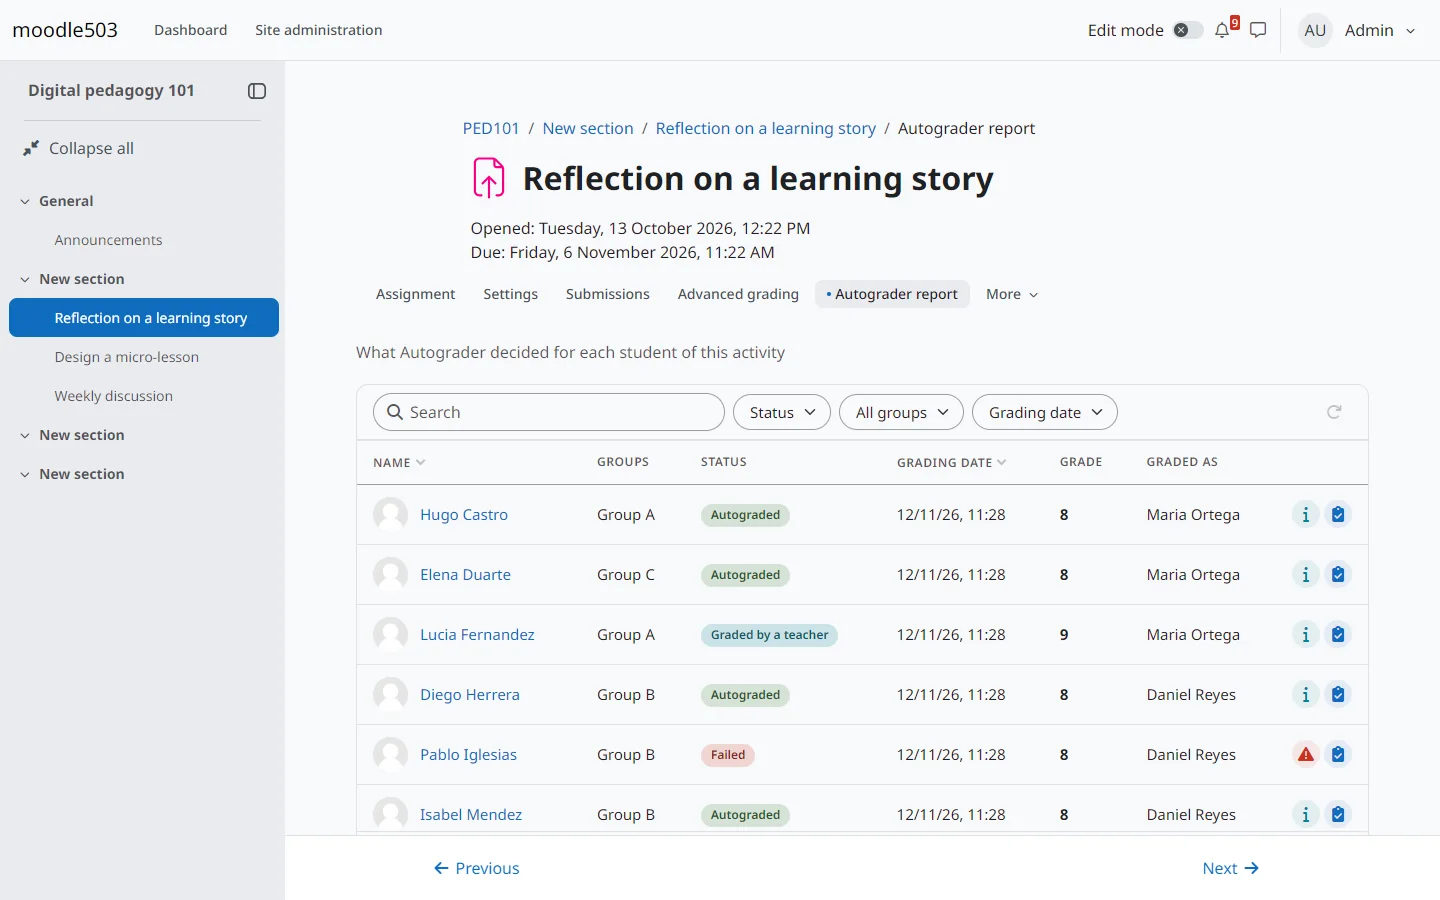 moodle503
Dashboard
Site administration
Edit mode
9
AU
Admin
Digital pedagogy 101
Collapse all
General
Announcements
New section
Reflection on a learning story
Design a micro-lesson
Weekly discussion
New section
New section
PED101 / New section / Reflection on a learning story / Autograder report
Reflection on a learning story
Opened: Tuesday, 13 October 2026, 12:22 PM
Due: Friday, 6 November 2026, 11:22 AM
Assignment Settings Submissions Advanced grading • Autograder report More
What Autograder decided for each student of this activity
Search Status All groups Grading date
NAME GROUPS STATUS GRADING DATE GRADE GRADED AS
Hugo Castro Group A Autograded 12/11/26, 11:28 8 Maria Ortega
Elena Duarte Group C Autograded 12/11/26, 11:28 8 Maria Ortega
Lucia Fernandez Group A Graded by a teacher 12/11/26, 11:28 9 Maria Ortega
Diego Herrera Group B Autograded 12/11/26, 11:28 8 Daniel Reyes
Pablo Iglesias Group B Failed 12/11/26, 11:28 8 Daniel Reyes
Isabel Mendez Group B Autograded 12/11/26, 11:28 8 Daniel Reyes
Previous
Next